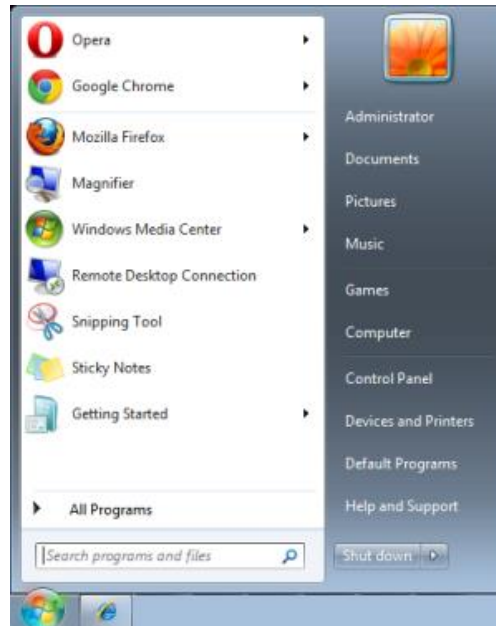 Opera
Google Chrome
Mozilla Firefox
Magnifier
Windows Media Center
Remote Desktop Connection
Snipping Tool
Sticky Notes
Getting Started
All Programs
Search programs and files
Administrator
Documents
Pictures
Music
Games
Computer
Control Panel
Devices and Printers
Default Programs
Help and Support
Shut down